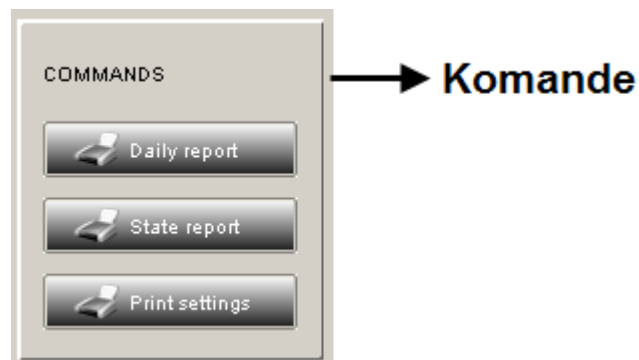 COMMANDS
Komande
Daily report
State report
Print settings